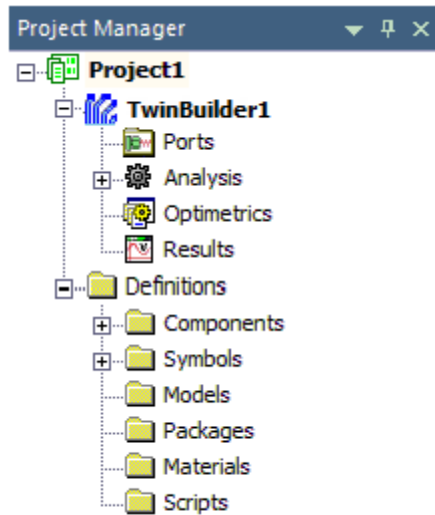 Project Manager
Project1
TwinBuilder1
Ports
Analysis
Optimetrics
Results
Definitions
Components
Symbols
Models
Packages
Materials
Scripts